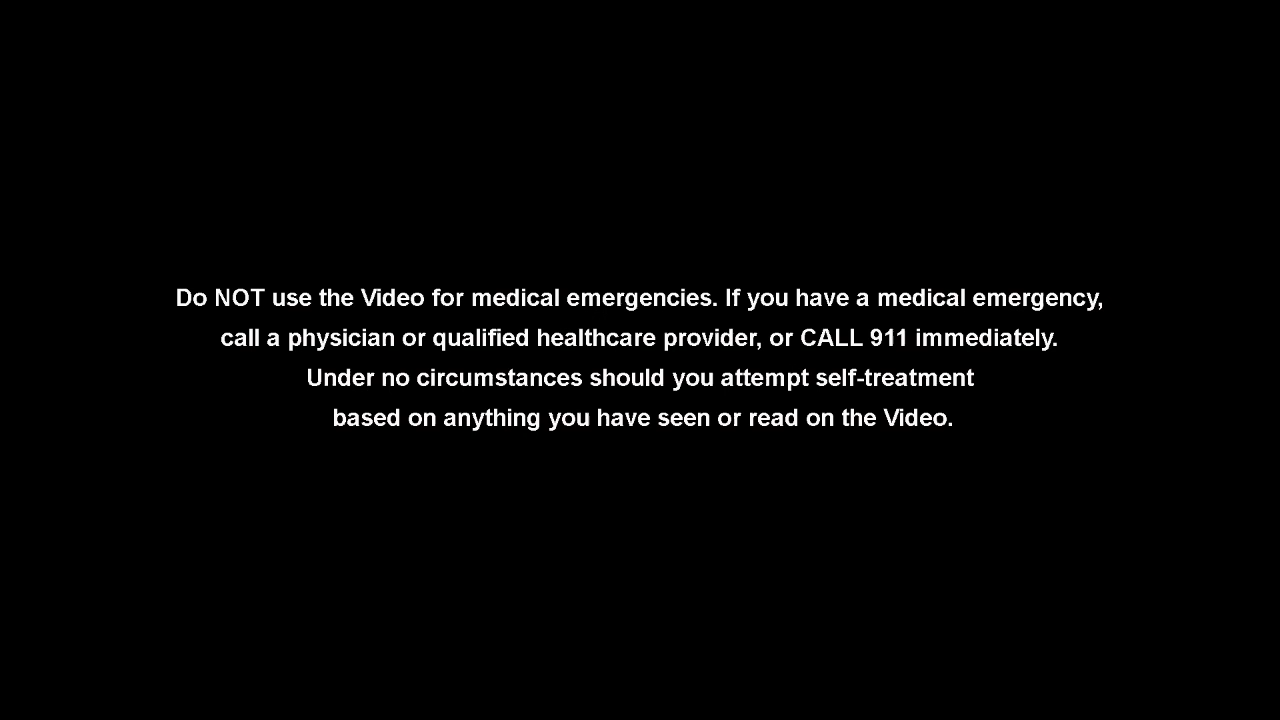 Do NOT use the Video for medical emergencies. If you have a medical emergency,
call a physician or qualified healthcare provider, or CALL 911 immediately.
Under no circumstances should you attempt self-treatment
based on anything you have seen or read on the Video.